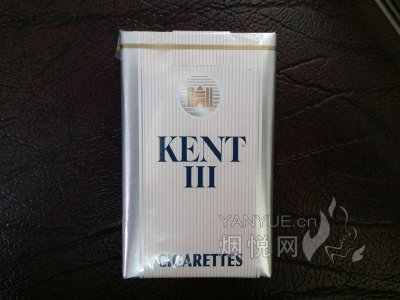 KENT
III
YANYUE.cn
烟悦网
CIGARETTES